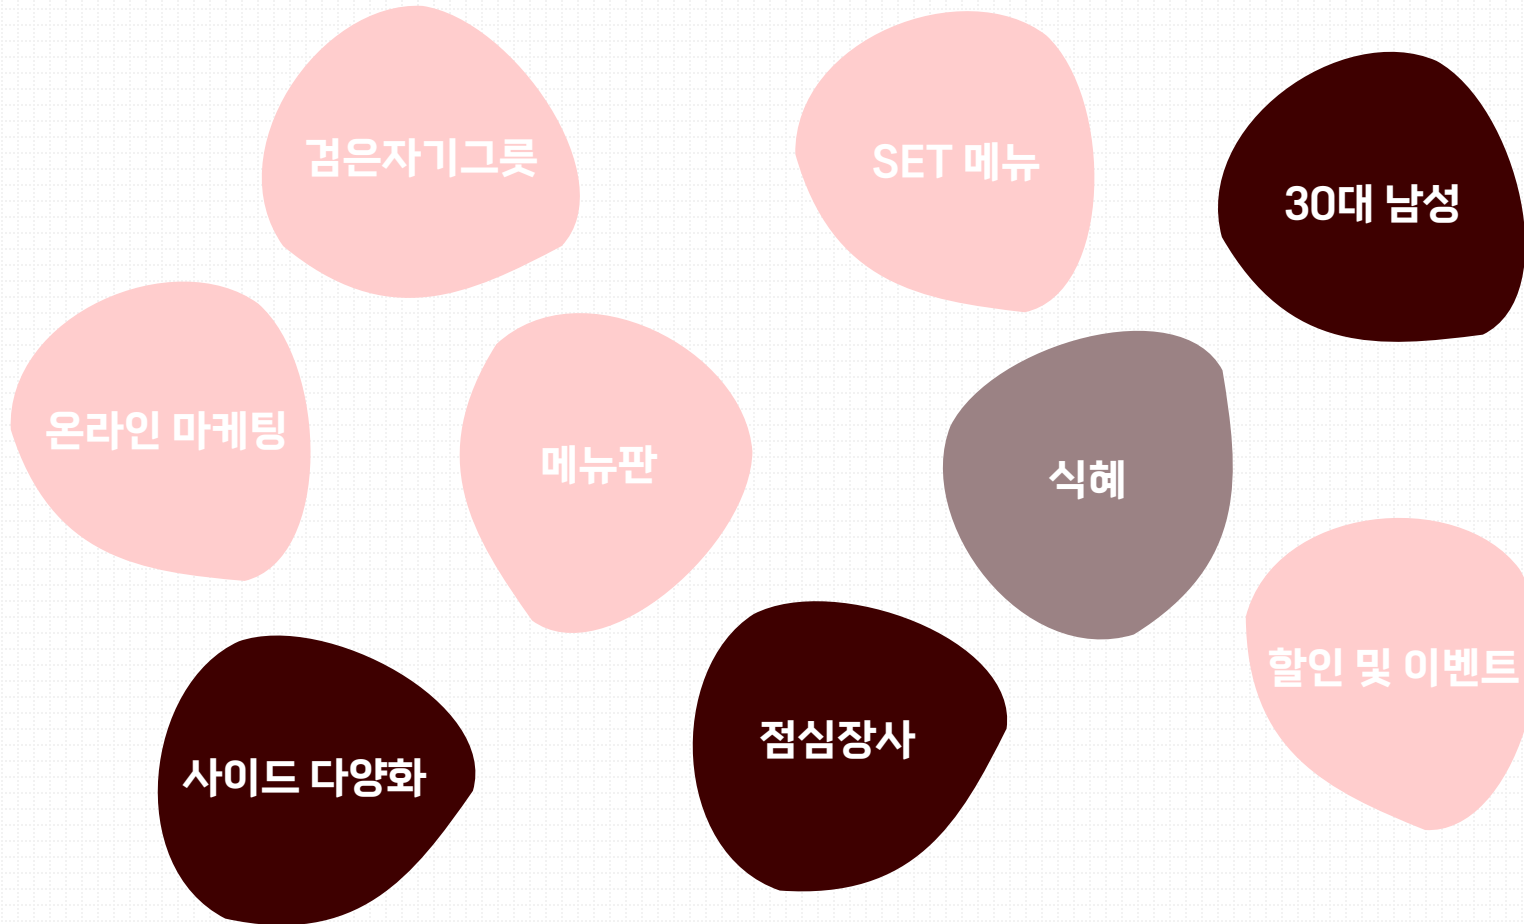 검은자기그릇
SET 메뉴
30대 남성
온라인 마케팅
메뉴판
식혜
할인 및 이벤트
점심장사
사이드 다양화